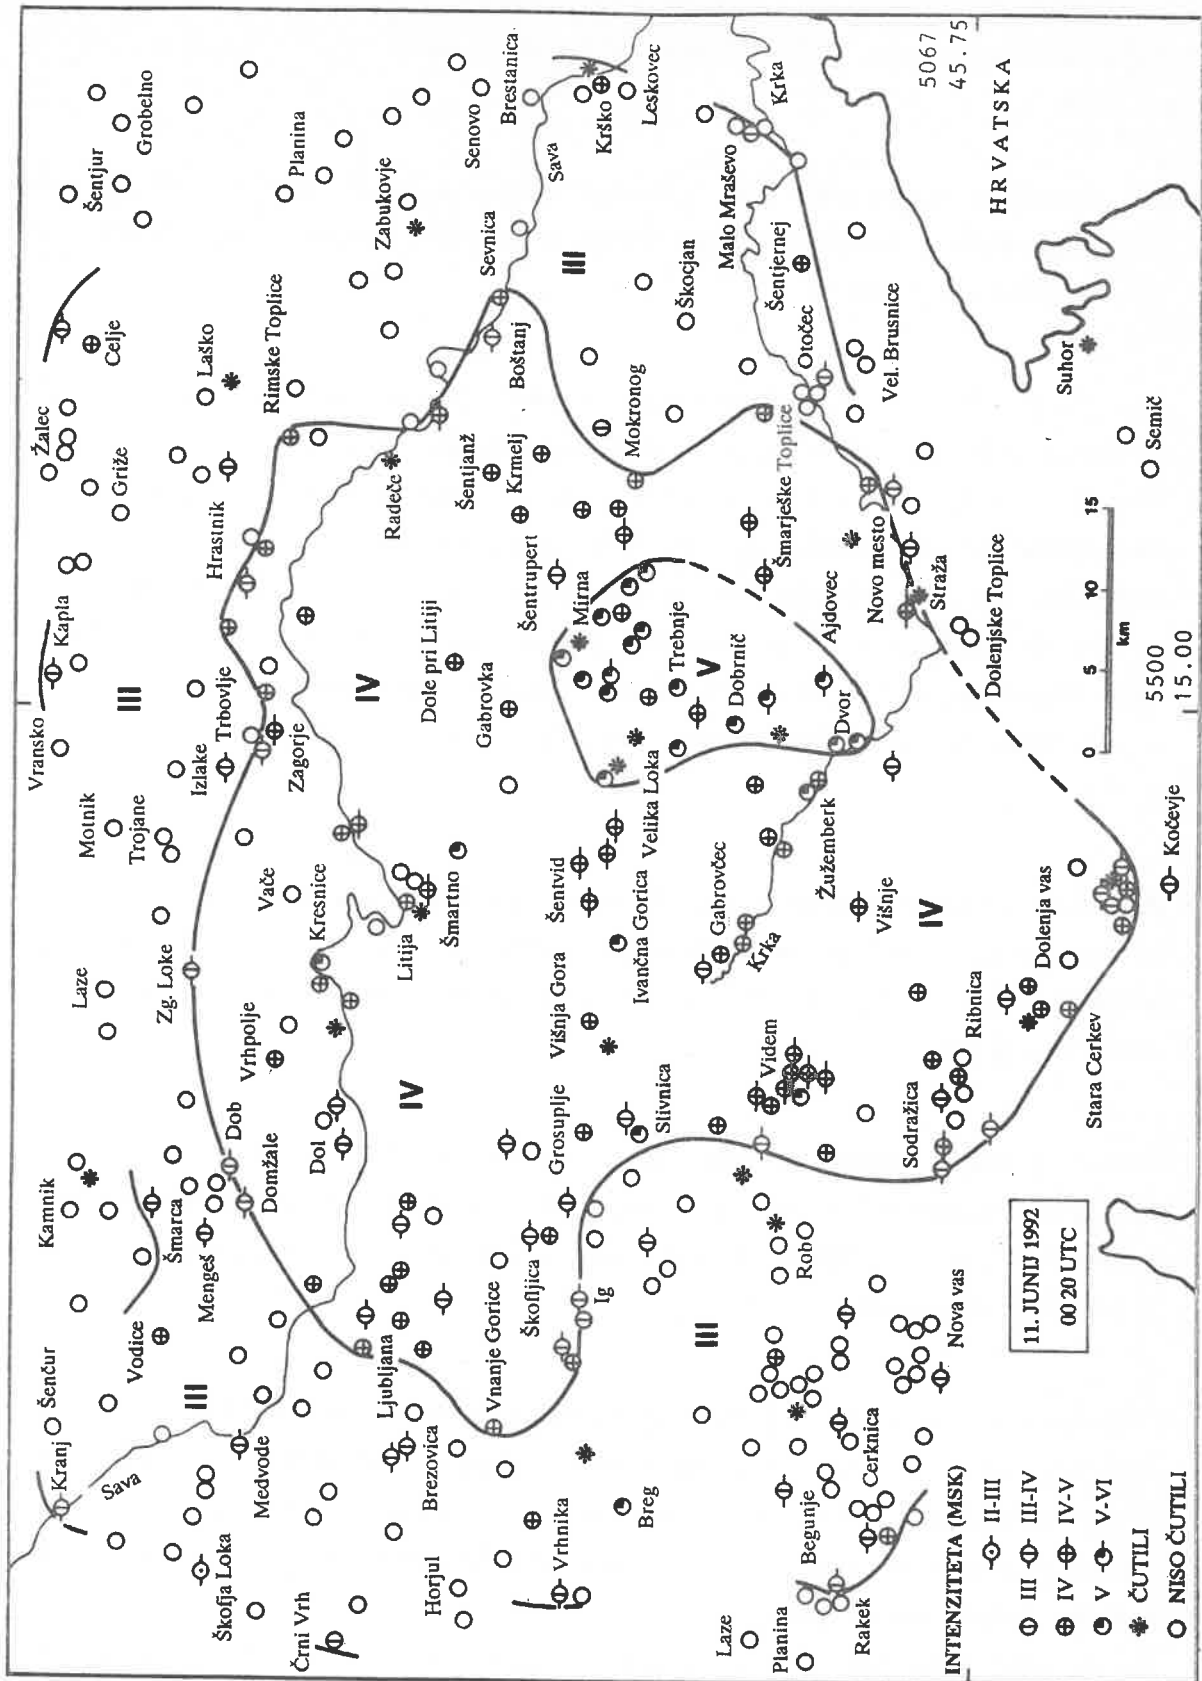 Kranj
Šenčur
Kamnik
Laze
Motnik
Vransko
Kapla
Žalec
Griže
Celje
Šentjur
Grobelno
Sava
Vodice
Šmarca
Mengeš
Trojane
Izlake
Trbovlje
III
Hrastnik
Laško
Rimske Toplice
Planina
Škofja Loka
Medvode
III
Domžale
Dob
Zg. Loke
Vače
Zagorje
Črni Vrh
Dol
Vrhpolje
Kresnice
IV
Radeče
Zabukovje
Horjul
Brezovica
Ljubljana
IV
Litija
Šmartno
Dole pri Litiji
Gabrovka
Šentjanž
Krmelj
Sevnica
Boštanj
Senovo
Brestanica
Sava
Vrhnika
Vnanje Gorice
Škofljica
Grosuplje
Višnja Gora
Šentvid
Šentrupert
Mirna
III
Krško
Leskovec
Breg
Ig
Slivnica
Ivančna Gorica
Velika Loka
Trebnje
V
Dobrnič
Mokronog
Škocjan
Laze
III
Gabrovčec
Krka
Šmarješke Toplice
Malo Mraševo
Krka
Planina
Begunje
Rob
Videm
Žužemberk
Dvor
Ajdovec
Otočec
Šentjernej
Rakek
Cerknica
Nova vas
Sodražica
Višnje
IV
Novo mesto
Straža
Vel. Brusnice
5067
45.75
HRVATSKA
Ribnica
Dolenja vas
Dolenjske Toplice
Stara Cerkev
Kočevje
Suhor
Semič
0 5 10 15
km
5500
15.00
11. JUNIJ 1992
00 20 UTC
INTENZITETA (MSK)
II-III
III III-IV
IV IV-V
V V-VI
ČUTILI
NISO ČUTILI